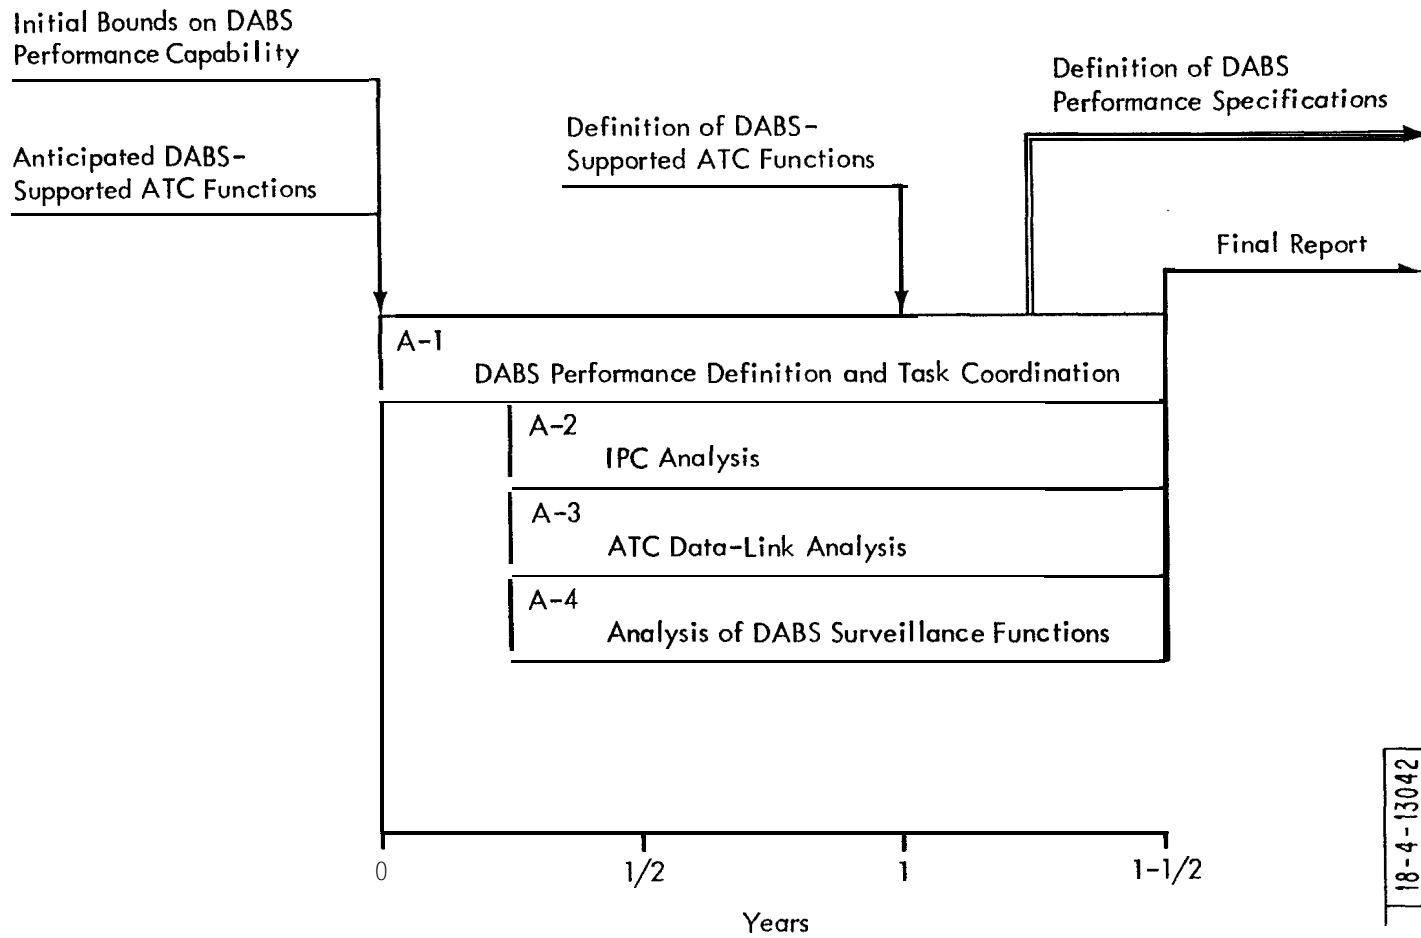 Initial Bounds on DABS
Performance Capability
Anticipated DABS-
Supported ATC Functions
Definition of DABS-
Supported ATC Functions
Definition of DABS
Performance Specifications
Final Report
A-1
DABS Performance Definition and Task Coordination
A-2
IPC Analysis
A-3
ATC Data-Link Analysis
A-4
Analysis of DABS Surveillance Functions
0 1/2 1 1-1/2
Years
18-4-13042